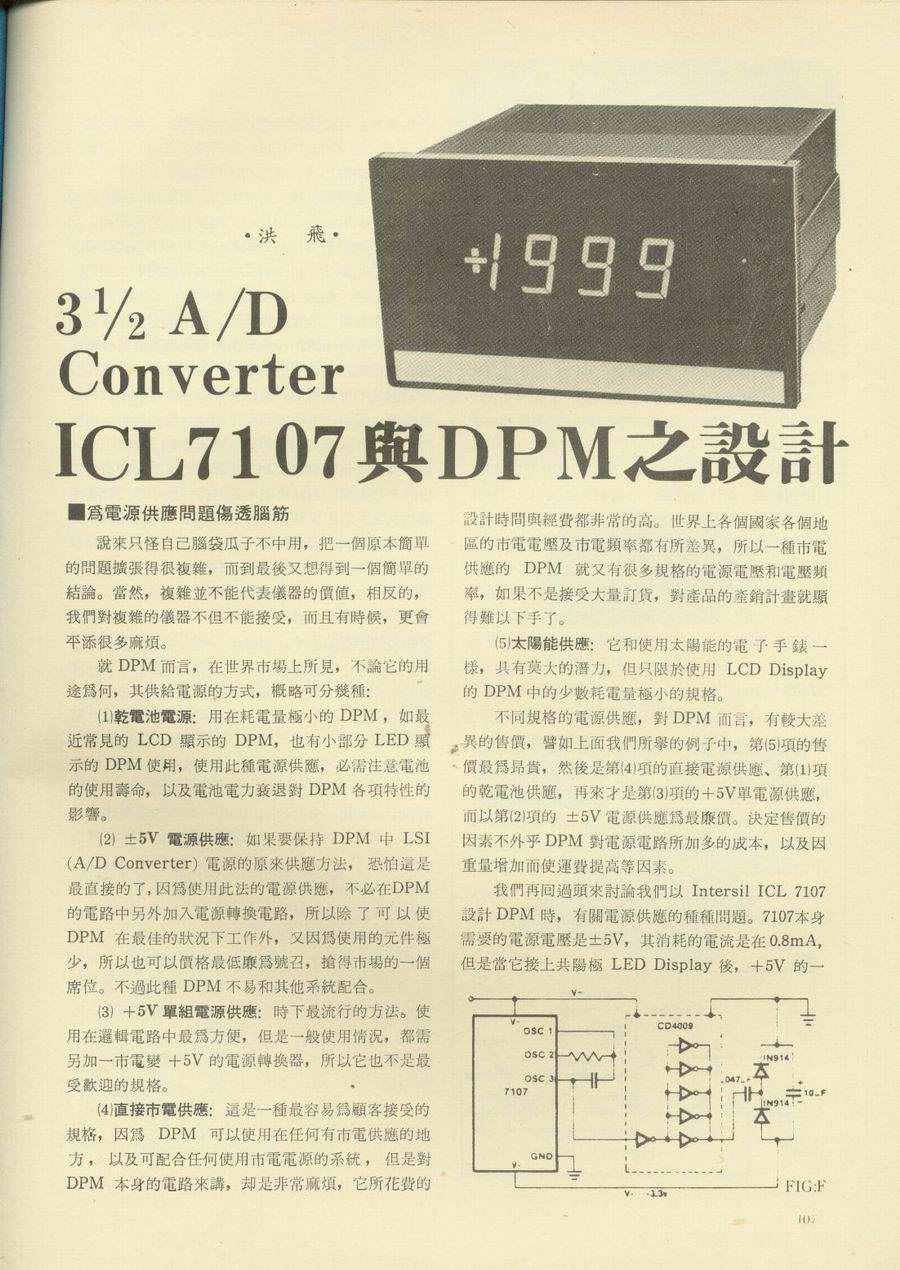 ÷1999
•洪 飛•
3 1/2 A/D
Converter
ICL7107與DPM之設計
■爲電源供應問題傷透腦筋
說來只怪自己腦袋瓜子不中用，把一個原本簡單
的問題擴張得很複雜，而到最後又想得到一個簡單的
結論。當然，複雜並不能代表儀器的價值，相反的，
我們對複雜的儀器不但不能接受，而且有時候，更會
平添很多麻煩。
就 DPM 而言，在世界市場上所見，不論它的用
途爲何，其供給電源的方式，概略可分幾種：
(1)乾電池電源：用在耗電量極小的 DPM，如最
近常見的 LCD 顯示的 DPM，也有小部分 LED 顯
示的 DPM 使用，使用此種電源供應，必需注意電池
的使用壽命，以及電池電力衰退對 DPM 各項特性的
影響。
(2) ±5V 電源供應：如果要保持 DPM 中 LSI
(A/D Converter) 電源的原來供應方法，恐怕這是
最直接的了，因爲使用此法的電源供應，不必在DPM
的電路中另外加入電源轉換電路，所以除了可以使
DPM 在最佳的狀況下工作外，又因爲使用的元件極
少，所以也可以價格最低廉爲號召，搶得市場的一個
席位。不過此種 DPM 不易和其他系統配合。
(3) +5V 單組電源供應：時下最流行的方法。使
用在邏輯電路中最爲方便，但是一般使用情況，都需
另加一市電變 +5V 的電源轉換器，所以它也不是最
受歡迎的規格。
(4)直接市電供應：這是一種最容易爲顧客接受的
規格，因爲 DPM 可以使用在任何有市電供應的地
方，以及可配合任何使用市電電源的系統，但是對
DPM 本身的電路來講，却是非常麻煩，它所花費的
設計時間與經費都非常的高。世界上各個國家各個地
區的市電電壓及市電頻率都有所差異，所以一種市電
供應的 DPM 就又有很多規格的電源電壓和電壓頻
率，如果不是接受大量訂貨，對產品的產銷計畫就顯
得難以下手了。
(5)太陽能供應：它和使用太陽能的電子手錶一
樣，具有莫大的潛力，但只限於使用 LCD Display
的 DPM 中的少數耗電量極小的規格。
不同規格的電源供應，對 DPM 而言，有較大差
異的售價，譬如上面我們所擧的例子中，第(5)項的售
價最爲昂貴，然後是第(4)項的直接電源供應、第(1)項
的乾電池供應，再來才是第(3)項的＋5V單電源供應，
而以第(2)項的 ±5V 電源供應爲最廉價。決定售價的
因素不外乎 DPM 對電源電路所加多的成本，以及因
重量增加而使運費提高等因素。
我們再回過頭來討論我們以 Intersil ICL 7107
設計 DPM 時，有關電源供應的種種問題。7107本身
需要的電源電壓是±5V，其消耗的電流是在0.8mA，
但是當它接上共陽極 LED Display 後，+5V 的一
V-
V-
OSC 1
OSC 2
OSC 3
7107
GND
V-
CD4009
.047
IN914
IN914
+
10
-
V- -3.3v
FIG:F
107